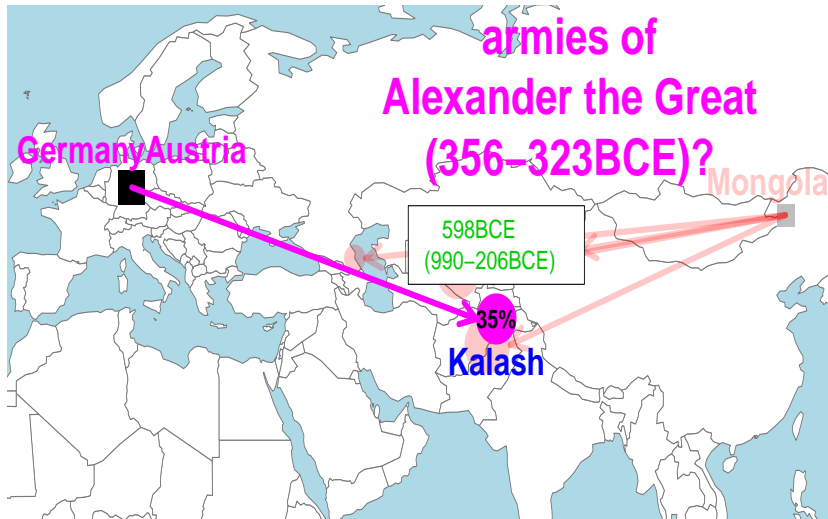 armies of
Alexander the Great
(356–323BCE)?
GermanyAustria
Mongola
598BCE
(990–206BCE)
35%
Kalash